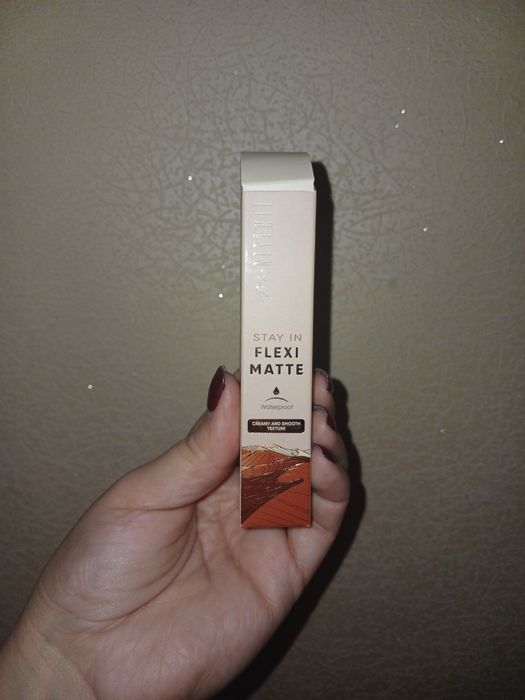 STAY IN
FLEXI
MATTE
Waterproof
CREAMY AND SMOOTH
TEXTURE